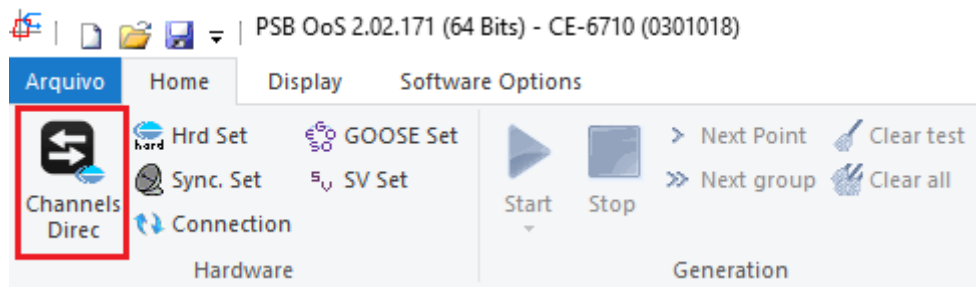 PSB OoS 2.02.171 (64 Bits) - CE-6710 (0301018)
Arquivo Home Display Software Options
Hrd Set GOOSE Set > Next Point Clear test
hard
Sync. Set SV Set >> Next group Clear all
Channels Direc
Connection
Start Stop
Hardware Generation